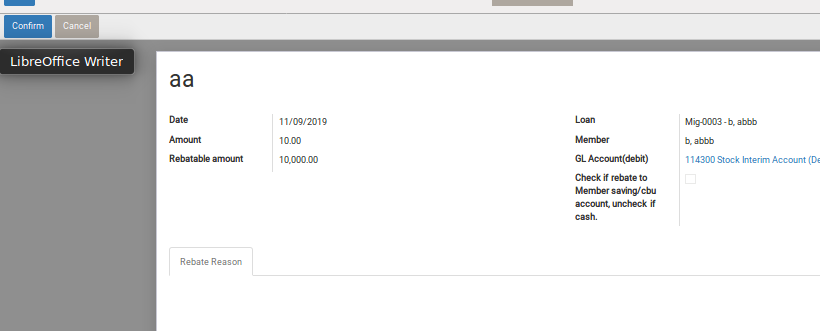 Confirm Cancel
LibreOffice Writer
aa
Date 11/09/2019
Amount 10.00
Rebatable amount 10,000.00
Loan Mig-0003 - b, abbb
Member b, abbb
GL Account(debit) 114300 Stock Interim Account (De
Check if rebate to
Member saving/cbu
account, uncheck if
cash.
Rebate Reason